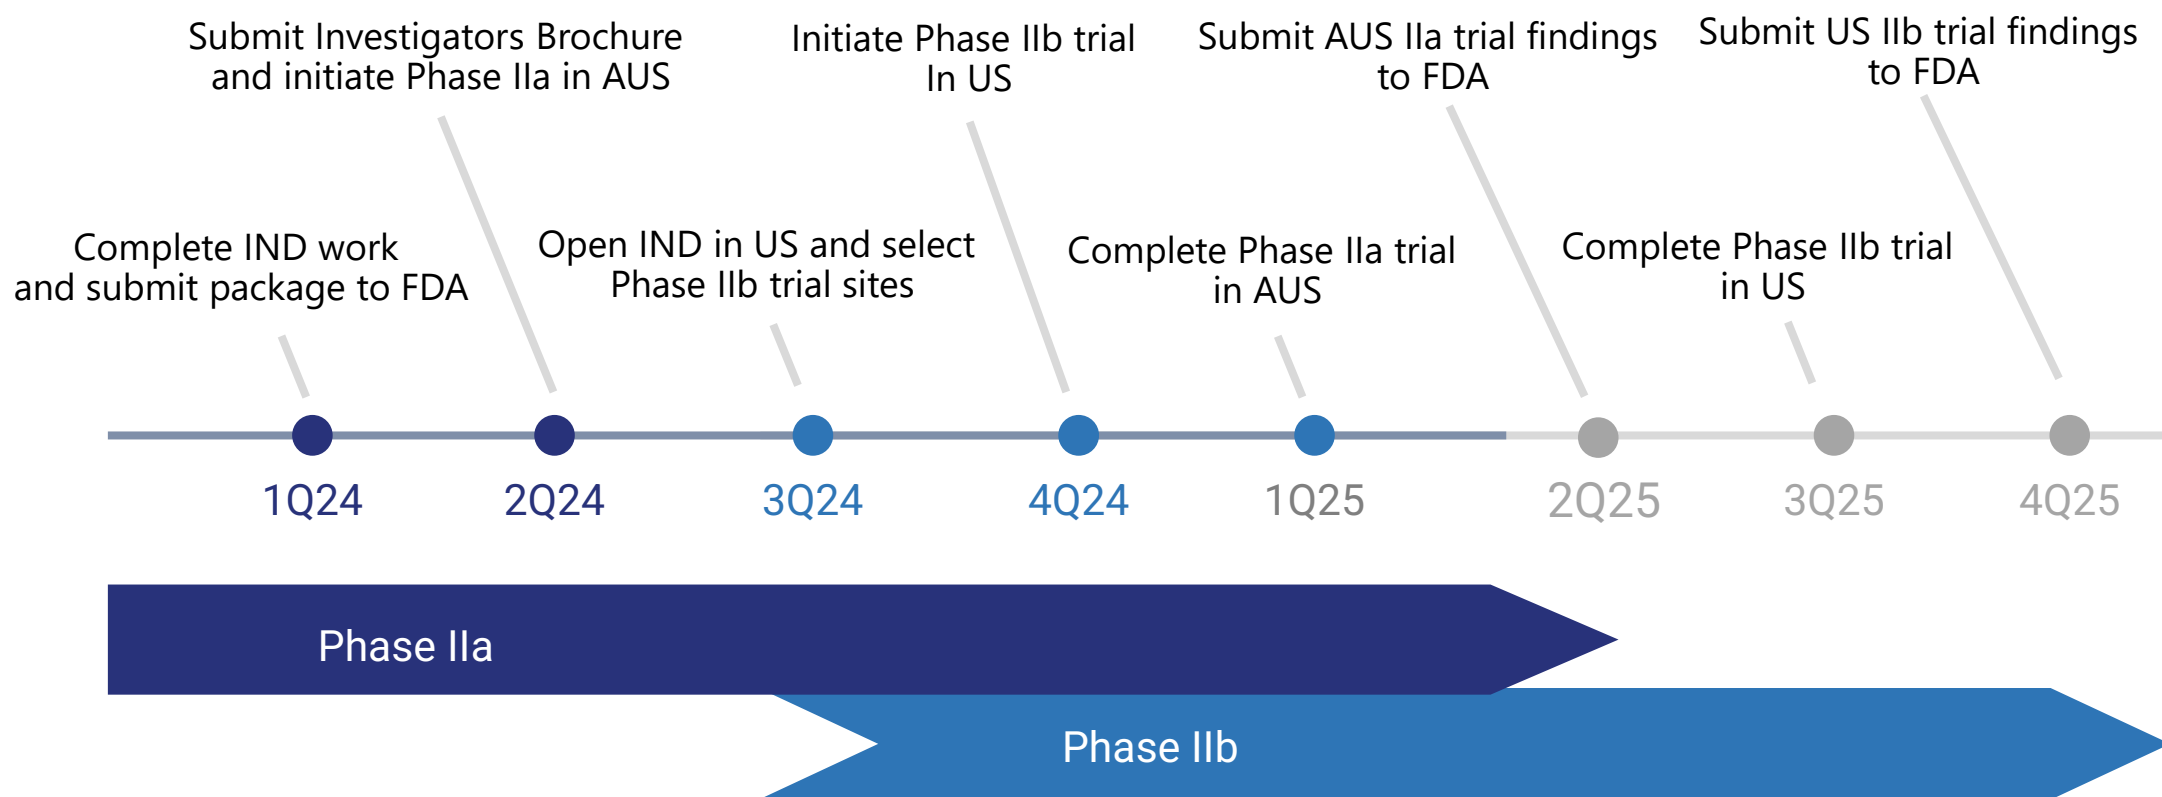 Submit Investigators Brochure
and initiate Phase IIa in AUS
Initiate Phase IIb trial
In US
Submit AUS IIa trial findings
to FDA
Submit US IIb trial findings
to FDA
Complete IND work
and submit package to FDA
Open IND in US and select
Phase IIb trial sites
Complete Phase IIa trial
in AUS
Complete Phase IIb trial
in US
1Q24
2Q24
3Q24
4Q24
1Q25
2Q25
3Q25
4Q25
Phase IIa
Phase IIb